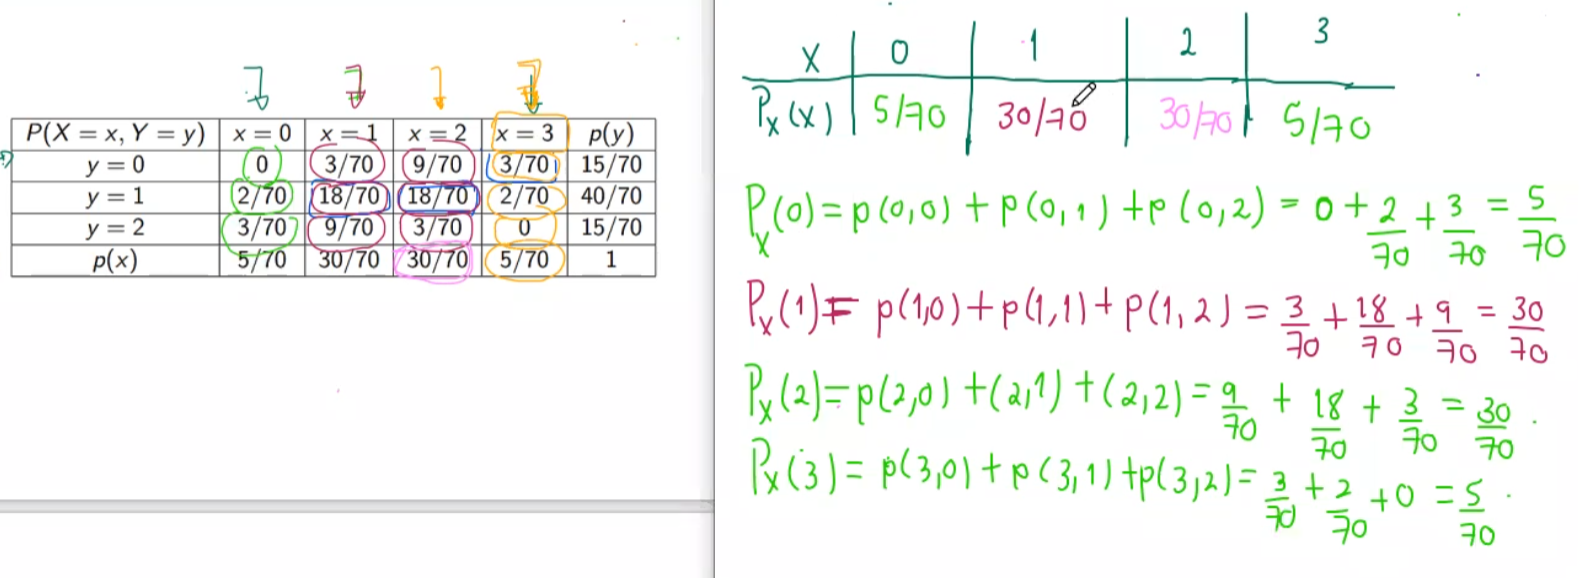 P(X = x, Y = y) x = 0 x = 1 x = 2 x = 3 p(y)
y = 0 0 3/70 9/70 3/70 15/70
y = 1 2/70 18/70 18/70 2/70 40/70
y = 2 3/70 9/70 3/70 0 15/70
p(x) 5/70 30/70 30/70 5/70 1
X 0 1 2 3
Px(x) 5/70 30/70 30/70 5/70
Px(0) = p(0,0) + p(0,1) + p(0,2) = 0 + 2/70 + 3/70 = 5/70
Px(1) = p(1,0) + p(1,1) + p(1,2) = 3/70 + 18/70 + 9/70 = 30/70
Px(2) = p(2,0) + (2,1) + (2,2) = 9/70 + 18/70 + 3/70 = 30/70.
Px(3) = p(3,0) + p(3,1) + p(3,2) = 3/70 + 2/70 + 0 = 5/70.